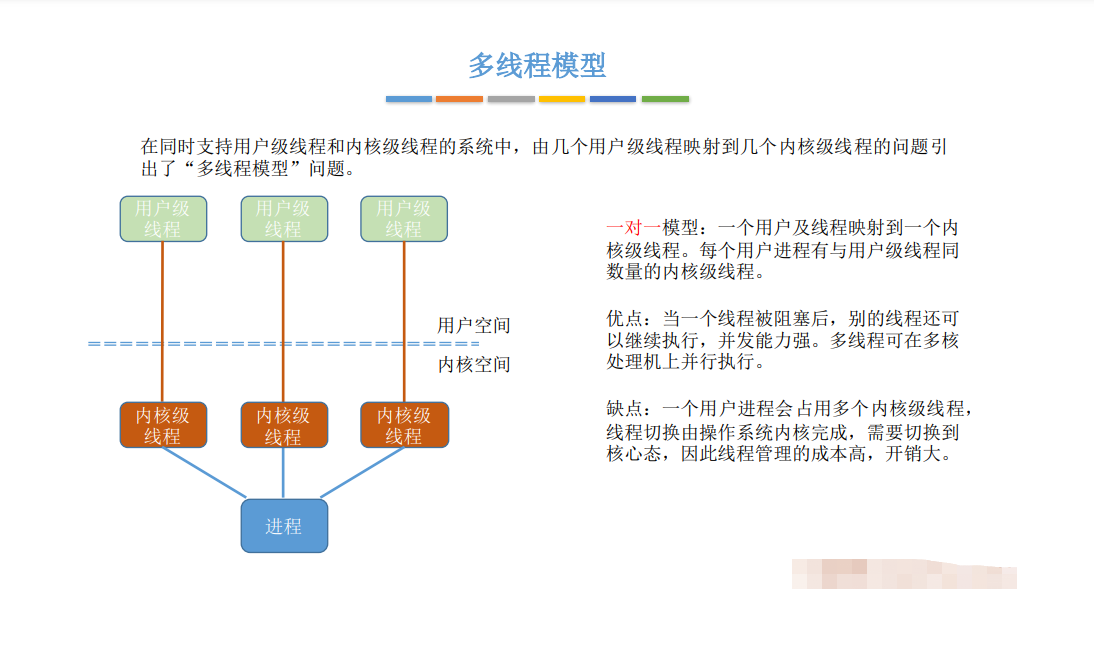 多线程模型
在同时支持用户级线程和内核级线程的系统中，由几个用户级线程映射到几个内核级线程的问题引
出了“多线程模型”问题。
用户级
线程
用户级
线程
用户级
线程
用户空间
内核空间
内核级
线程
内核级
线程
内核级
线程
进程
一对一模型：一个用户及线程映射到一个内
核级线程。每个用户进程有与用户级线程同
数量的内核级线程。
优点：当一个线程被阻塞后，别的线程还可
以继续执行，并发能力强。多线程可在多核
处理机上并行执行。
缺点：一个用户进程会占用多个内核级线程，
线程切换由操作系统内核完成，需要切换到
核心态，因此线程管理的成本高，开销大。